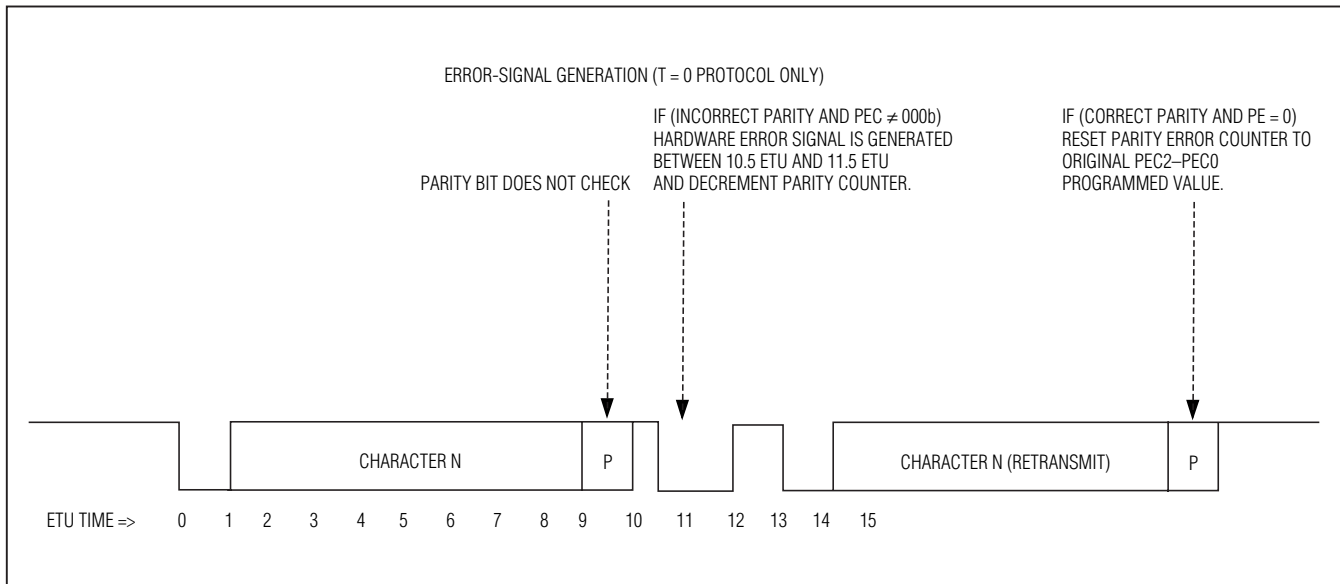 ERROR-SIGNAL GENERATION (T = 0 PROTOCOL ONLY)
PARITY BIT DOES NOT CHECK
IF (INCORRECT PARITY AND PEC ≠ 000b)
HARDWARE ERROR SIGNAL IS GENERATED
BETWEEN 10.5 ETU AND 11.5 ETU
AND DECREMENT PARITY COUNTER.
IF (CORRECT PARITY AND PE = 0)
RESET PARITY ERROR COUNTER TO
ORIGINAL PEC2–PEC0
PROGRAMMED VALUE.
CHARACTER N
P
CHARACTER N (RETRANSMIT)
P
ETU TIME => 0 1 2 3 4 5 6 7 8 9 10 11 12 13 14 15